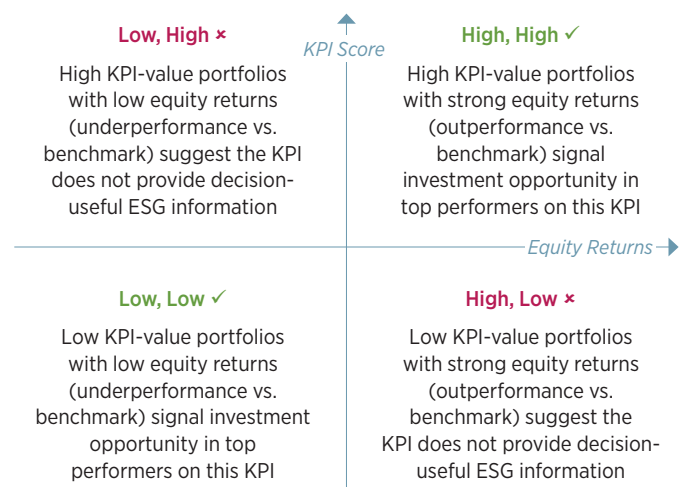 Low, High ×
High KPI-value portfolios
with low equity returns
(underperformance vs.
benchmark) suggest the KPI
does not provide decision-
useful ESG information
KPI Score
High, High ✓
High KPI-value portfolios
with strong equity returns
(outperformance vs.
benchmark) signal
investment opportunity in
top performers on this KPI
Equity Returns
Low, Low ✓
Low KPI-value portfolios
with low equity returns
(underperformance vs.
benchmark) signal investment
opportunity in top
performers on this KPI
High, Low ×
Low KPI-value portfolios
with strong equity returns
(outperformance vs.
benchmark) suggest the
KPI does not provide decision-
useful ESG information